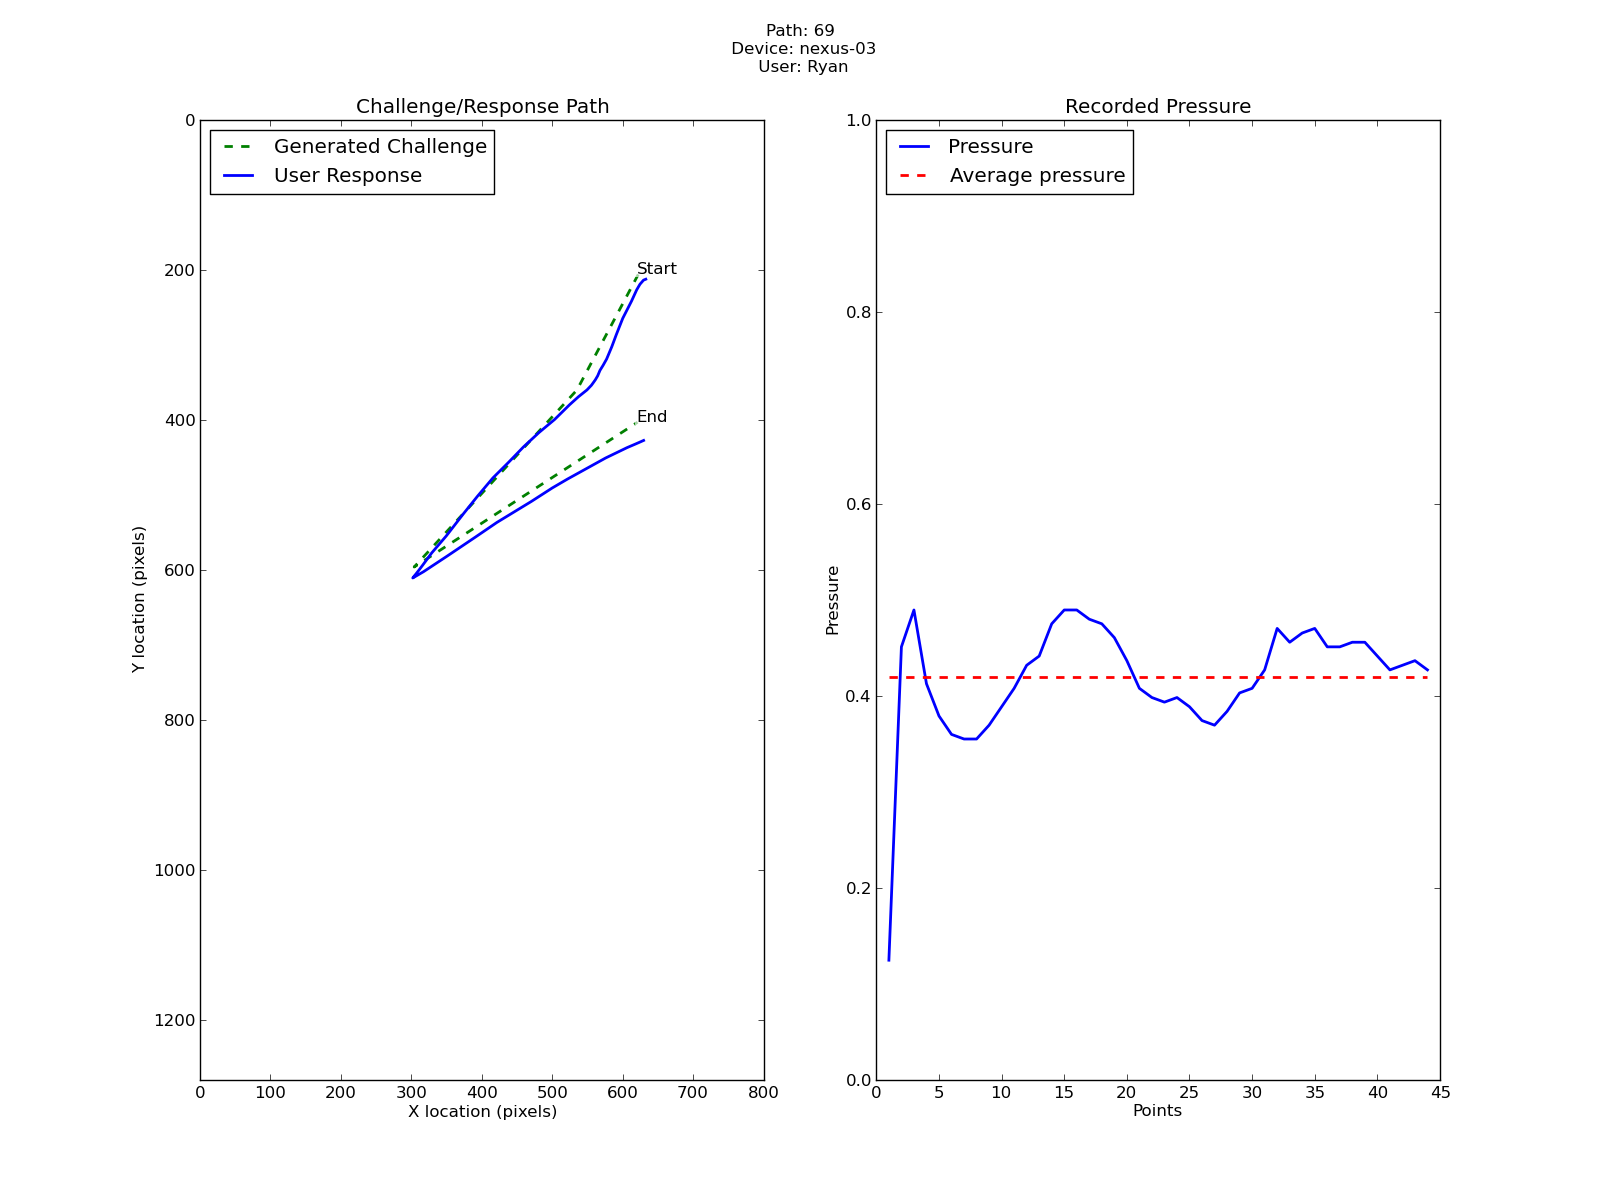 Path: 69
Device: nexus-03
User: Ryan
Challenge/Response Path
Generated Challenge
User Response
Start
End
0
200
400
600
800
1000
1200
Y location (pixels)
0 100 200 300 400 500 600 700 800
X location (pixels)
Recorded Pressure
Pressure
Average pressure
1.0
0.8
0.6
0.4
0.2
0.0
Pressure
0 5 10 15 20 25 30 35 40 45
Points